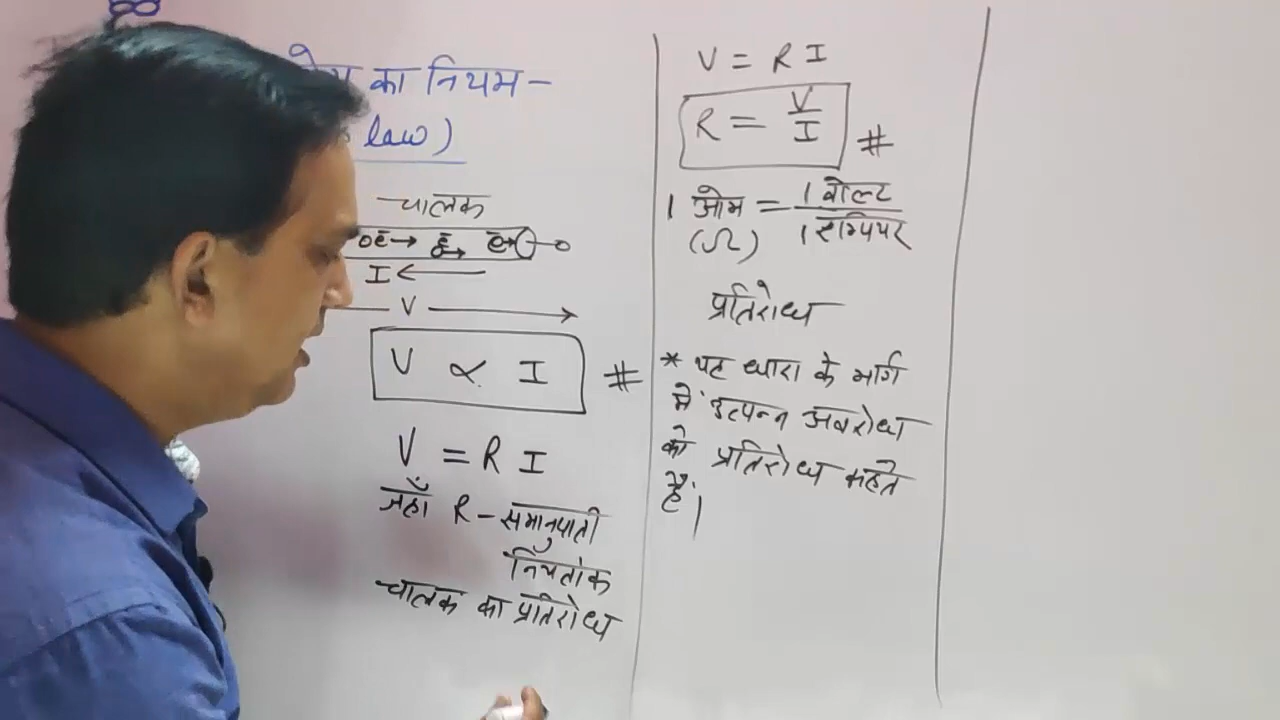 का नियम -
law)
चालक
e→ e→ e→
I ←
V →
V ∝ I #
V = R I
जहाँ R - समानुपाती
नियतांक
चालक का प्रतिरोध
V = R I
R = V/I #
1 ओम = 1 वोल्ट/1 एम्पियर
(Ω)
प्रतिरोध
* यह धारा के मार्ग
में उत्पन्न अवरोध
को प्रतिरोध कहते
हैं।